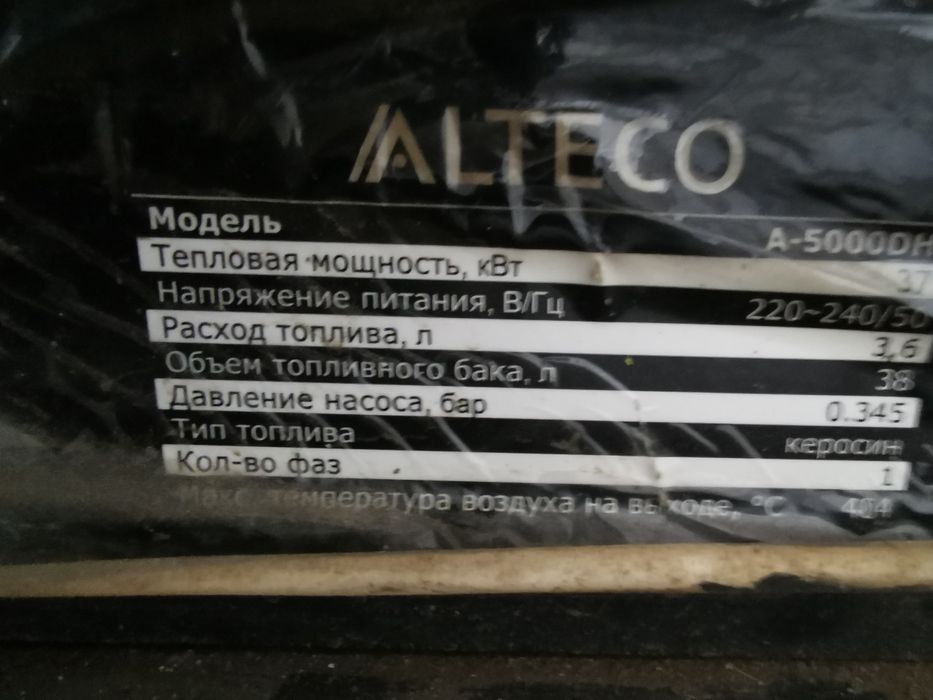 ALTECO
Модель A-5000DH
Тепловая мощность, кВт 37
Напряжение питания, В/Гц 220~240/50
Расход топлива, л 3,6
Объем топливного бака, л 38
Давление насоса, бар 0.345
Тип топлива керосин
Кол-во фаз 1
Макс. температура воздуха на выходе, °C 404